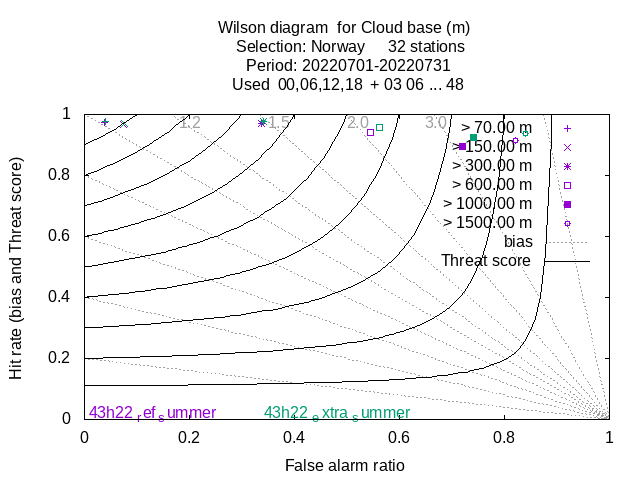 Wilson diagram  for Cloud base (m)
Selection: Norway     32 stations
Period: 20220701-20220731
Used  00,06,12,18  + 03 06 ... 48
Hit rate (bias and Threat score)
1
0.8
0.6
0.4
0.2
0
1.2
1.5
2.0
3.0
> 70.00 m
> 150.00 m
> 300.00 m
> 600.00 m
> 1000.00 m
> 1500.00 m
bias
Threat score
43h22_ref_summer
43h22_extra_summer
0 0.2 0.4 0.6 0.8 1
False alarm ratio